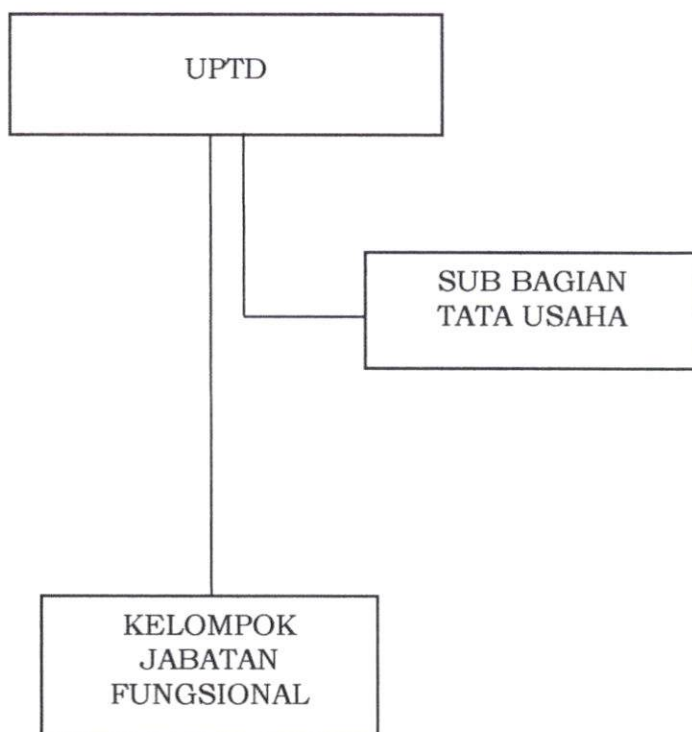 UPTD
SUB BAGIAN
TATA USAHA
KELOMPOK
JABATAN
FUNGSIONAL